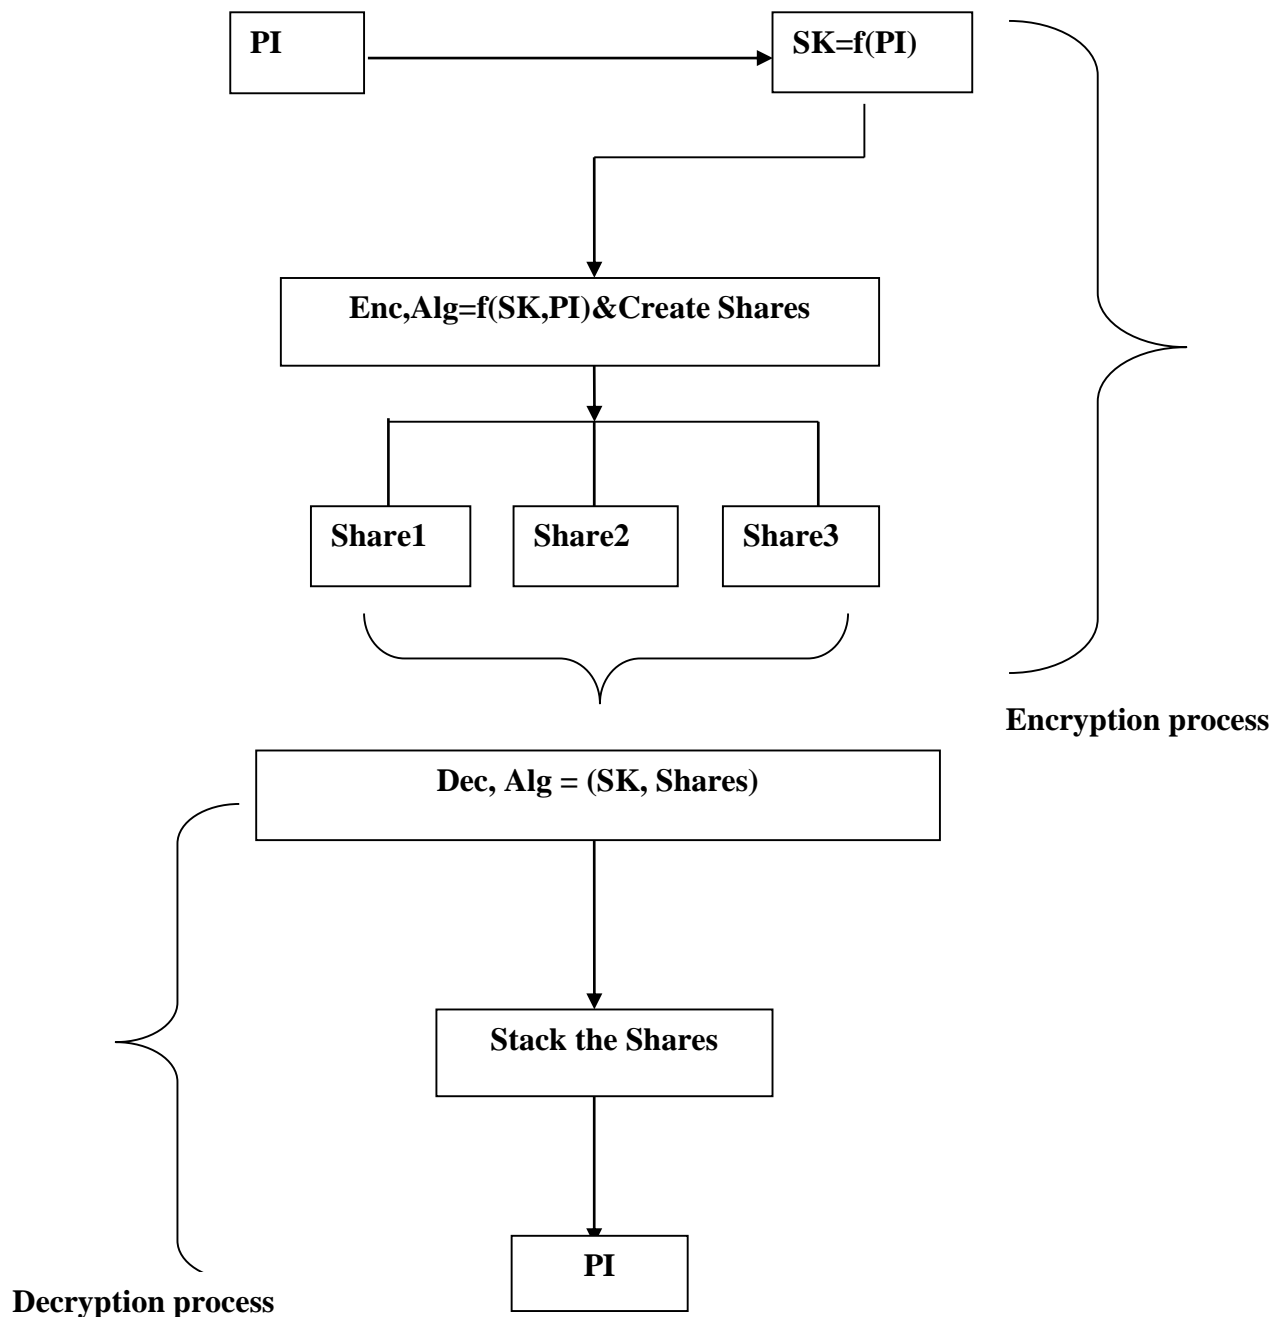 PI
SK=f(PI)
Enc,Alg=f(SK,PI)&Create Shares
Share1
Share2
Share3
Encryption process
Dec, Alg = (SK, Shares)
Stack the Shares
PI
Decryption process